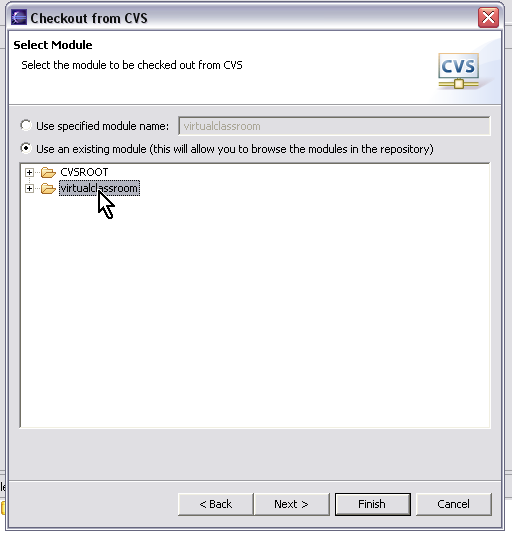 Checkout from CVS
Select Module
Select the module to be checked out from CVS
CVS
Use specified module name: virtualclassroom
Use an existing module (this will allow you to browse the modules in the repository)
CVSROOT
virtualclassroom
< Back Next > Finish Cancel